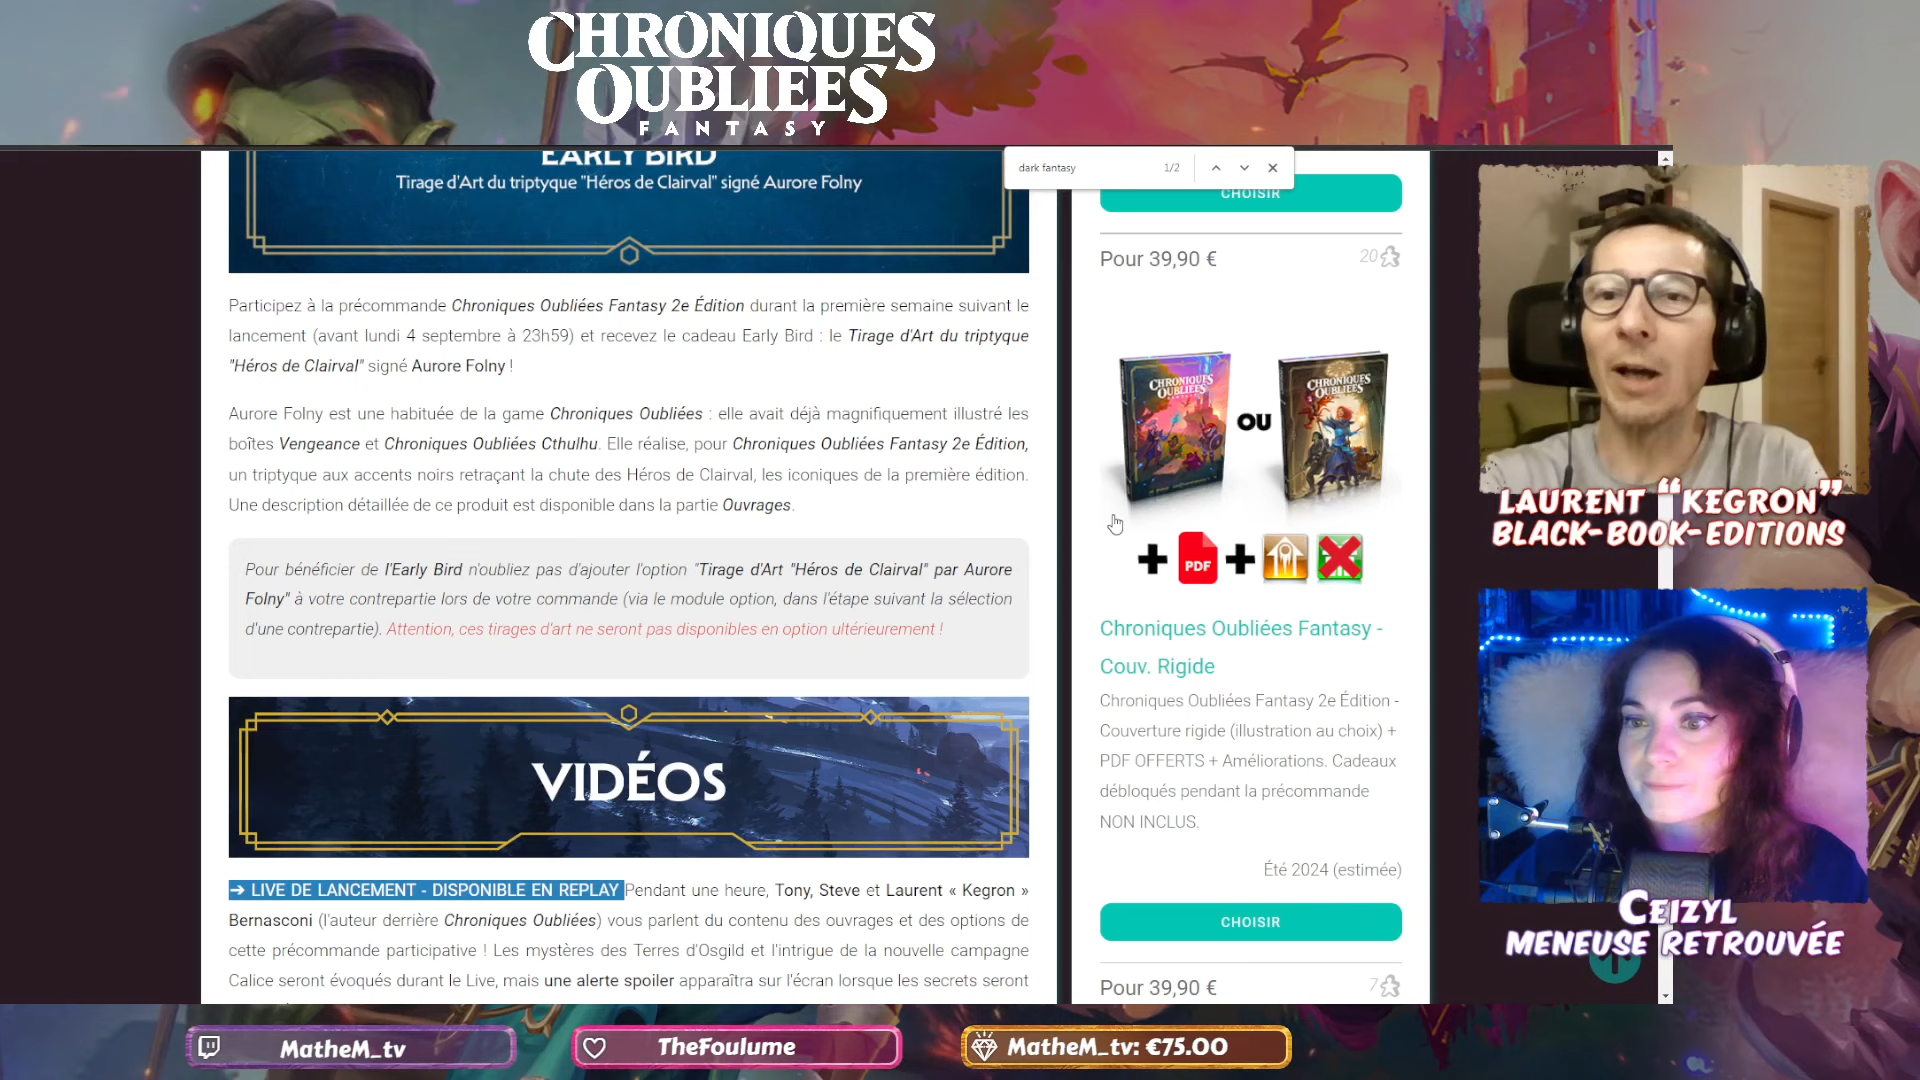 CHRONIQUES
OUBLIÉES
FANTASY
EARLY BIRD
Tirage d'Art du triptyque "Héros de Clairval" signé Aurore Folny
dark fantasy
1/2
CHOISIR
Pour 39,90 €
20
Participez à la précommande Chroniques Oubliées Fantasy 2e Édition durant la première semaine suivant le
lancement (avant lundi 4 septembre à 23h59) et recevez le cadeau Early Bird : le Tirage d'Art du triptyque
"Héros de Clairval" signé Aurore Folny !
Aurore Folny est une habituée de la game Chroniques Oubliées : elle avait déjà magnifiquement illustré les
boîtes Vengeance et Chroniques Oubliées Cthulhu. Elle réalise, pour Chroniques Oubliées Fantasy 2e Édition,
un triptyque aux accents noirs retraçant la chute des Héros de Clairval, les iconiques de la première édition.
Une description détaillée de ce produit est disponible dans la partie Ouvrages.
Pour bénéficier de l'Early Bird n'oubliez pas d'ajouter l'option "Tirage d'Art "Héros de Clairval" par Aurore
Folny" à votre contrepartie lors de votre commande (via le module option, dans l'étape suivant la sélection
d'une contrepartie). Attention, ces tirages d'art ne seront pas disponibles en option ultérieurement !
VIDÉOS
➔ LIVE DE LANCEMENT - DISPONIBLE EN REPLAY Pendant une heure, Tony, Steve et Laurent « Kegron »
Bernasconi (l'auteur derrière Chroniques Oubliées) vous parlent du contenu des ouvrages et des options de
cette précommande participative ! Les mystères des Terres d'Osgild et l'intrigue de la nouvelle campagne
Calice seront évoqués durant le Live, mais une alerte spoiler apparaîtra sur l'écran lorsque les secrets seront
CHRONIQUES
OUBLIÉES
OU
CHRONIQUES
OUBLIÉES
+ PDF +
Chroniques Oubliées Fantasy -
Couv. Rigide
Chroniques Oubliées Fantasy 2e Édition -
Couverture rigide (illustration au choix) +
PDF OFFERTS + Améliorations. Cadeaux
débloqués pendant la précommande
NON INCLUS.
Été 2024 (estimée)
CHOISIR
Pour 39,90 €
7
LAURENT “KEGRON”
BLACK-BOOK-EDITIONS
CEIZYL
MENEUSE RETROUVÉE
MatheM_tv
TheFoulume
MatheM_tv: €75.00